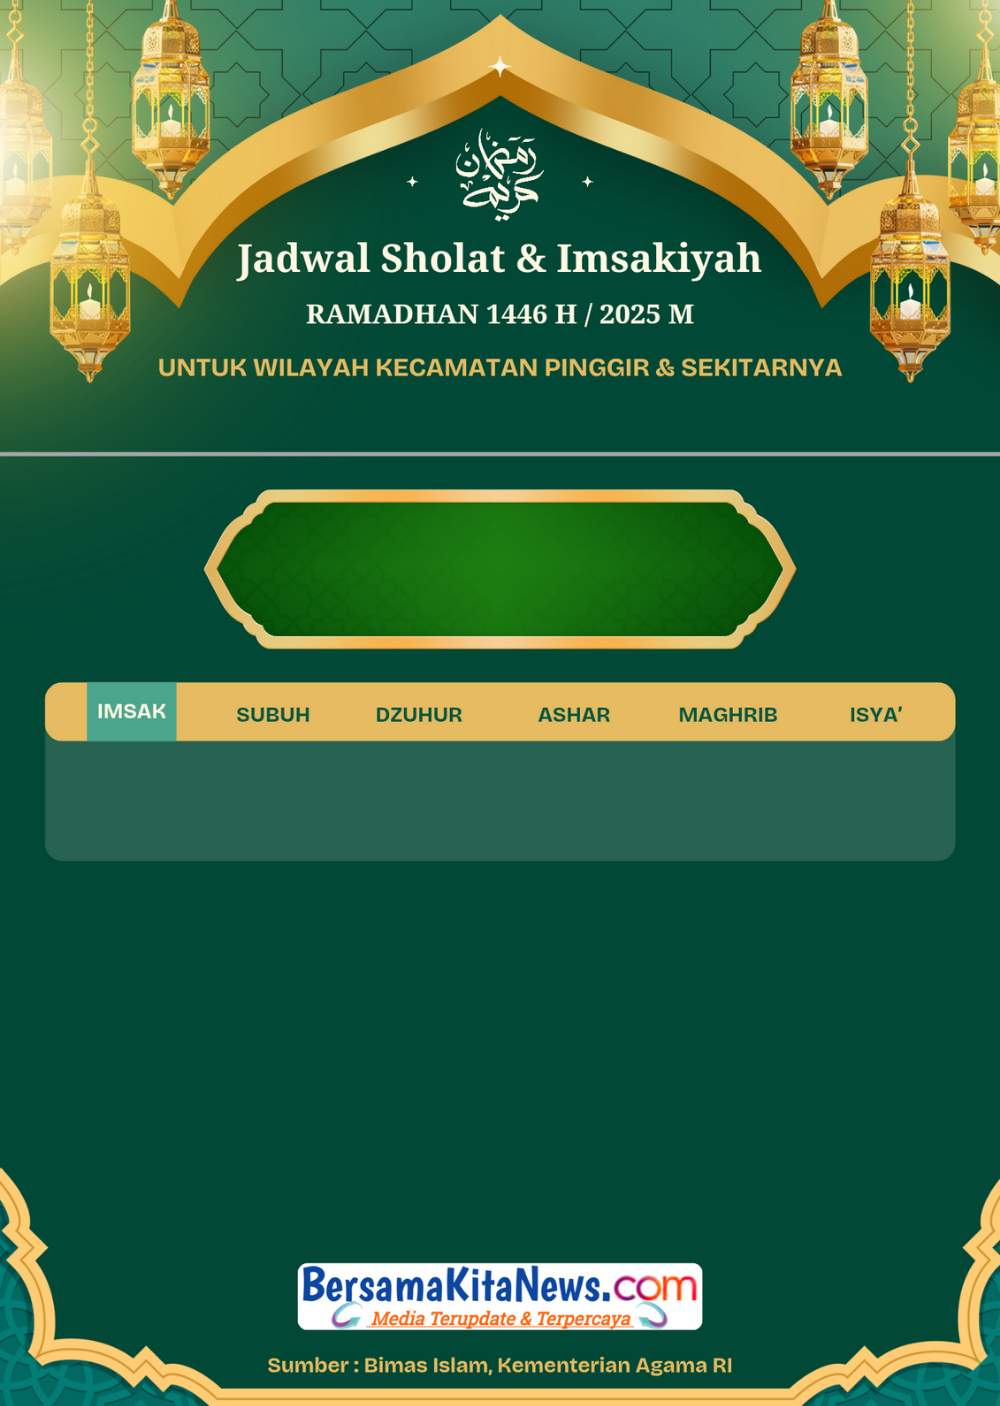 رمضان
كريم
Jadwal Sholat & Imsakiyah
RAMADHAN 1446 H / 2025 M
UNTUK WILAYAH KECAMATAN PINGGIR & SEKITARNYA
IMSAK SUBUH DZUHUR ASHAR MAGHRIB ISYA’
BersamaKitaNews.com
Media Terupdate & Terpercaya
Sumber : Bimas Islam, Kementerian Agama RI